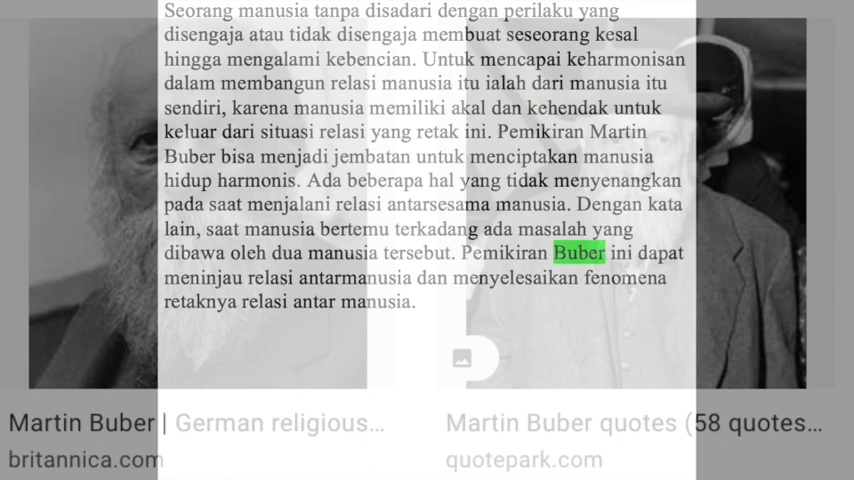 Seorang manusia tanpa disadari dengan perilaku yang
disengaja atau tidak disengaja membuat seseorang kesal
hingga mengalami kebencian. Untuk mencapai keharmonisan
dalam membangun relasi manusia itu ialah dari manusia itu
sendiri, karena manusia memiliki akal dan kehendak untuk
keluar dari situasi relasi yang retak ini. Pemikiran Martin
Buber bisa menjadi jembatan untuk menciptakan manusia
hidup harmonis. Ada beberapa hal yang tidak menyenangkan
pada saat menjalani relasi antarsesama manusia. Dengan kata
lain, saat manusia bertemu terkadang ada masalah yang
dibawa oleh dua manusia tersebut. Pemikiran Buber ini dapat
meninjau relasi antarmanusia dan menyelesaikan fenomena
retaknya relasi antar manusia.
Martin Buber | German religious...
britannica.com
Martin Buber quotes (58 quotes...
quotepark.com